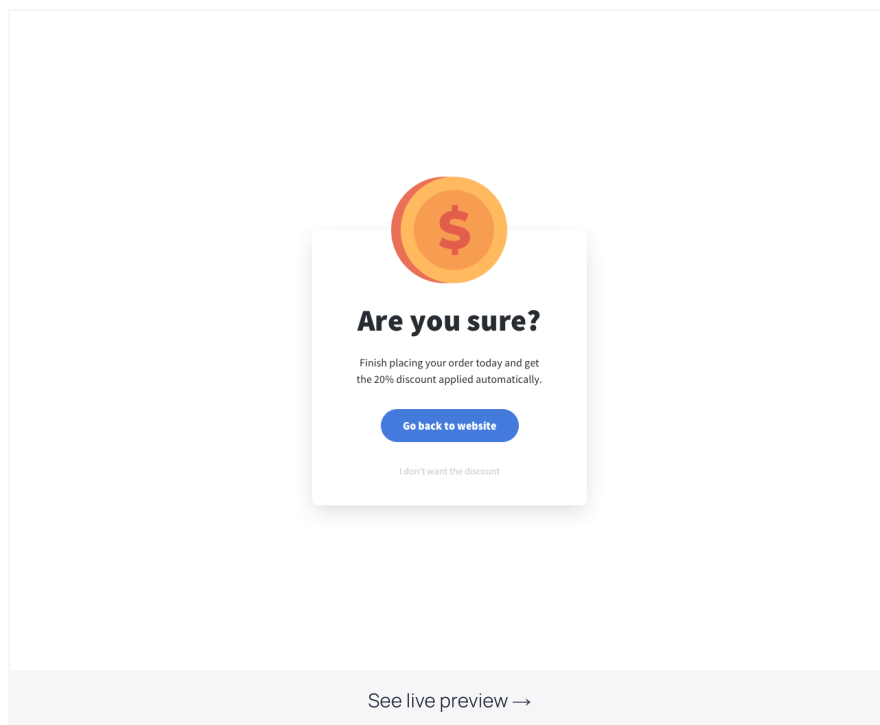 $
Are you sure?
Finish placing your order today and get
the 20% discount applied automatically.
Go back to website
I don't want the discount
See live preview →